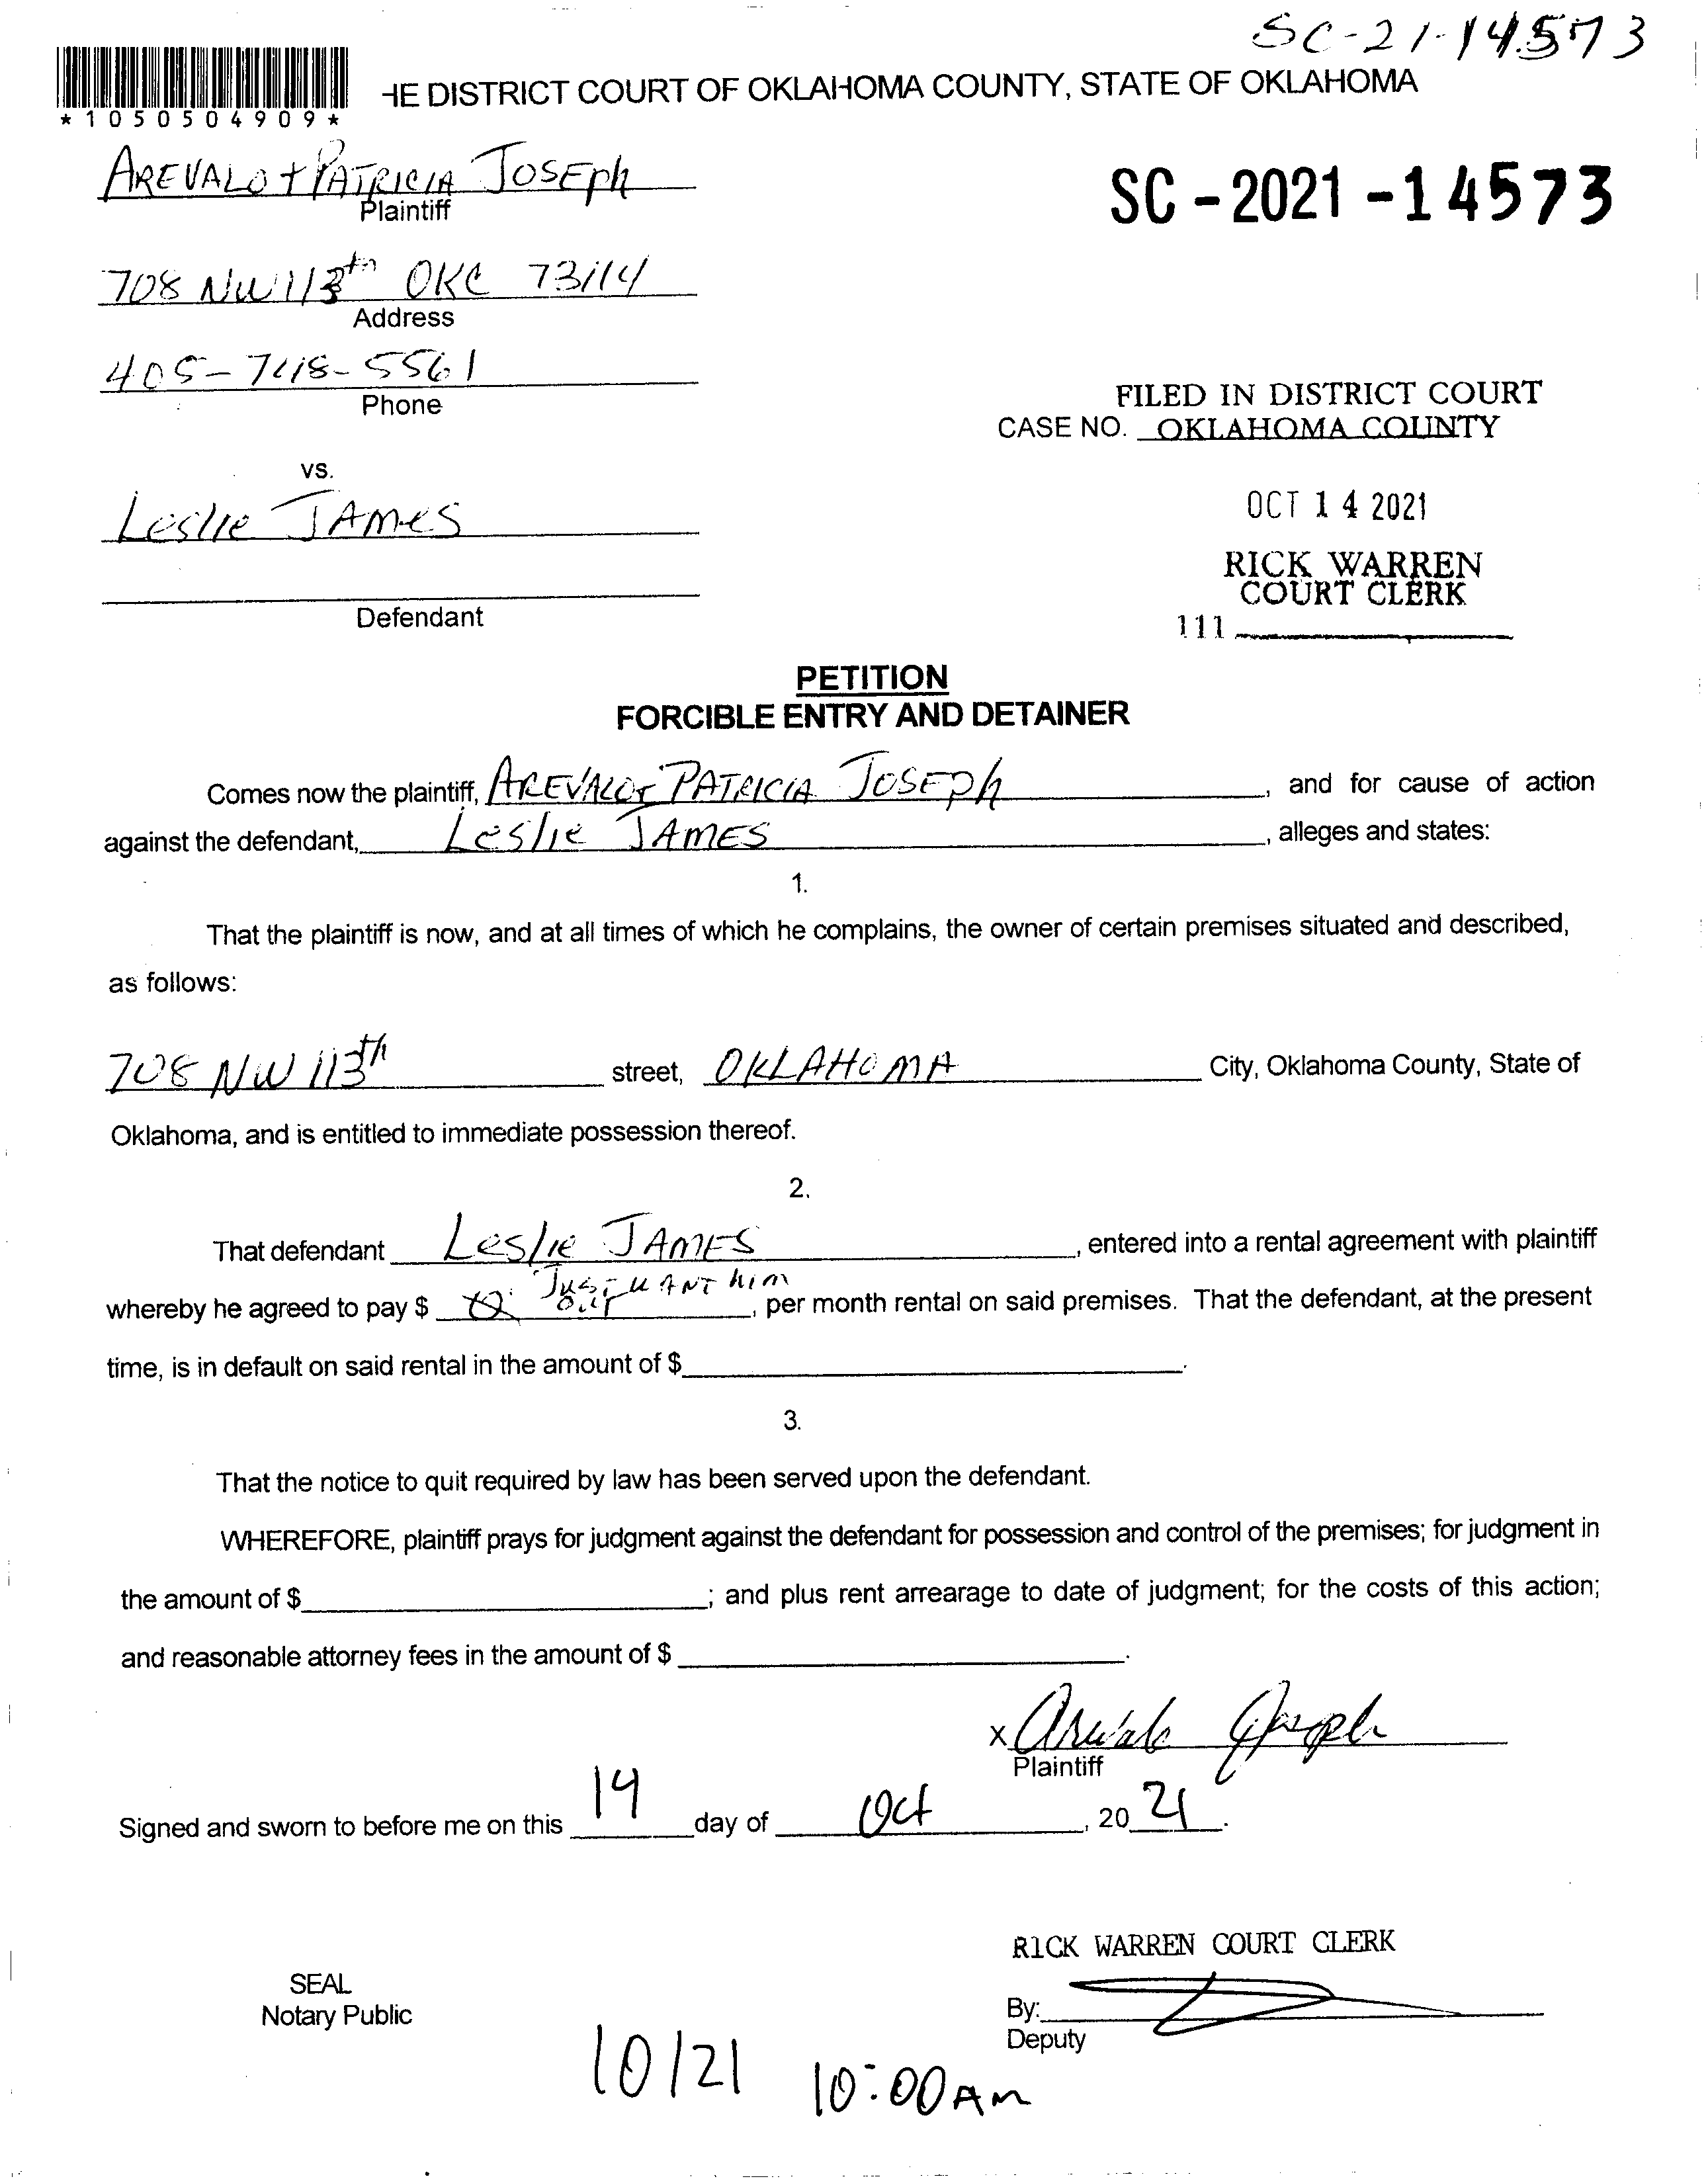 SC-21-14573
HE DISTRICT COURT OF OKLAHOMA COUNTY, STATE OF OKLAHOMA
*1050504909*
AREVALO + PATRICIA JOSEPh
Plaintiff
SC-2021-14573
708 NW 113th OKC 73114
Address
405-748-5561
Phone
FILED IN DISTRICT COURT
CASE NO. OKLAHOMA COUNTY
vs.
Leslie JAmes
OCT 14 2021
RICK WARREN
COURT CLERK
Defendant
111
PETITION
FORCIBLE ENTRY AND DETAINER
Comes now the plaintiff, AREVALO + PATRICIA JOSEPh, and for cause of action
against the defendant, Leslie JAMES, alleges and states:
1.
That the plaintiff is now, and at all times of which he complains, the owner of certain premises situated and described,
as follows:
708 NW 113th street, OKLAHOMA City, Oklahoma County, State of
Oklahoma, and is entitled to immediate possession thereof.
2.
That defendant Leslie JAMES, entered into a rental agreement with plaintiff
Just WANT him
whereby he agreed to pay $ out, per month rental on said premises. That the defendant, at the present
time, is in default on said rental in the amount of $.
3.
That the notice to quit required by law has been served upon the defendant.
WHEREFORE, plaintiff prays for judgment against the defendant for possession and control of the premises; for judgment in
the amount of $; and plus rent arrearage to date of judgment; for the costs of this action;
and reasonable attorney fees in the amount of $.
X Arevalo Joseph
Plaintiff
Signed and sworn to before me on this 14 day of Oct, 20 21.
RICK WARREN COURT CLERK
SEAL
Notary Public
By:
Deputy
10/21 10:00 AM